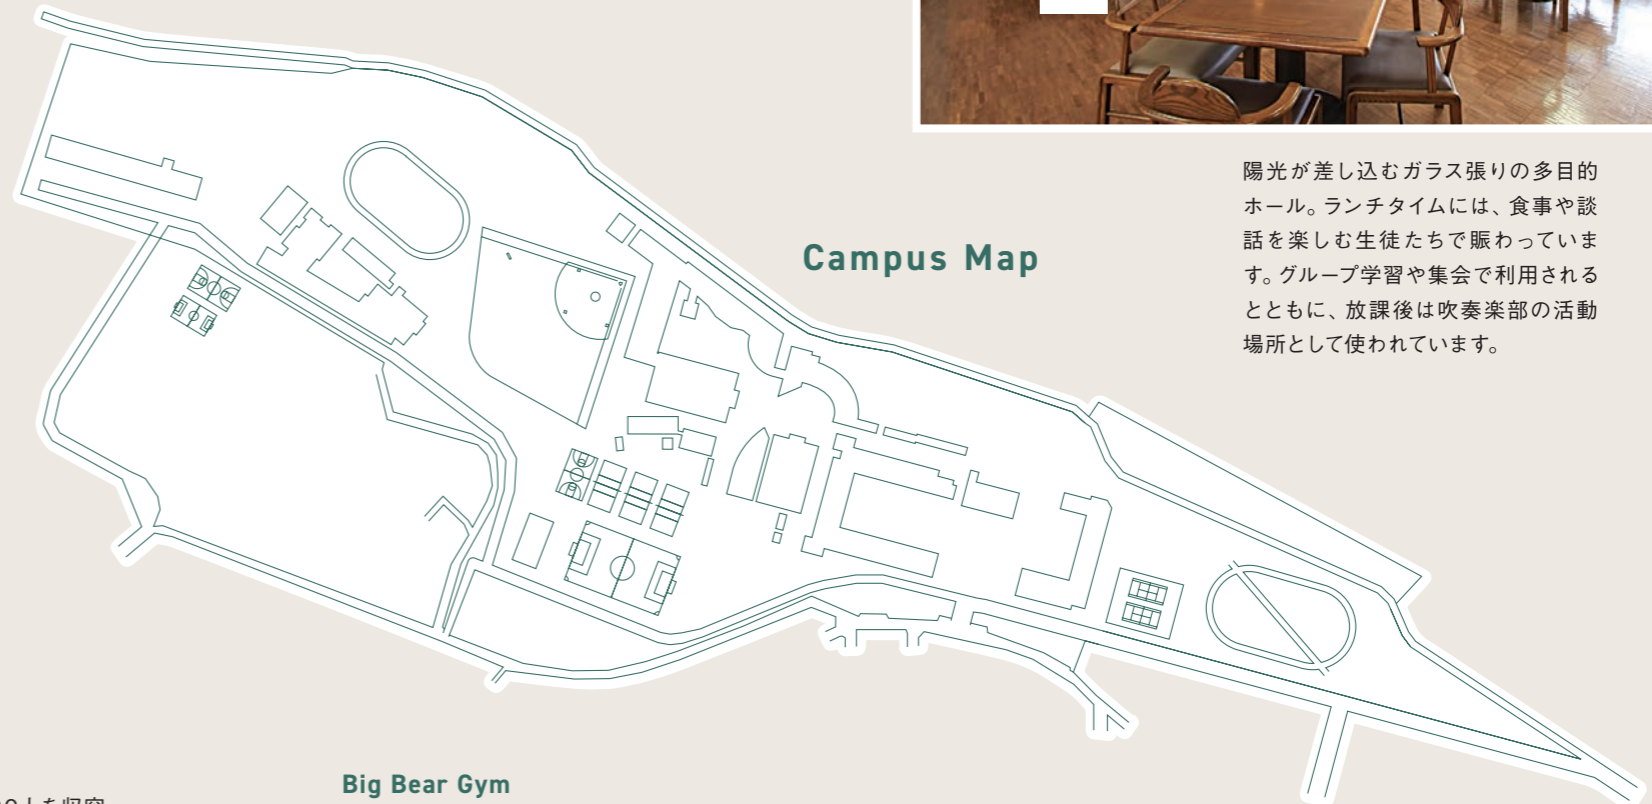 陽光が差し込むガラス張りの多目的
ホール。ランチタイムには、食事や談
話を楽しむ生徒たちで賑わっていま
す。グループ学習や集会で利用される
とともに、放課後は吹奏楽部の活動
場所として使われています。
Campus Map
Big Bear Gym